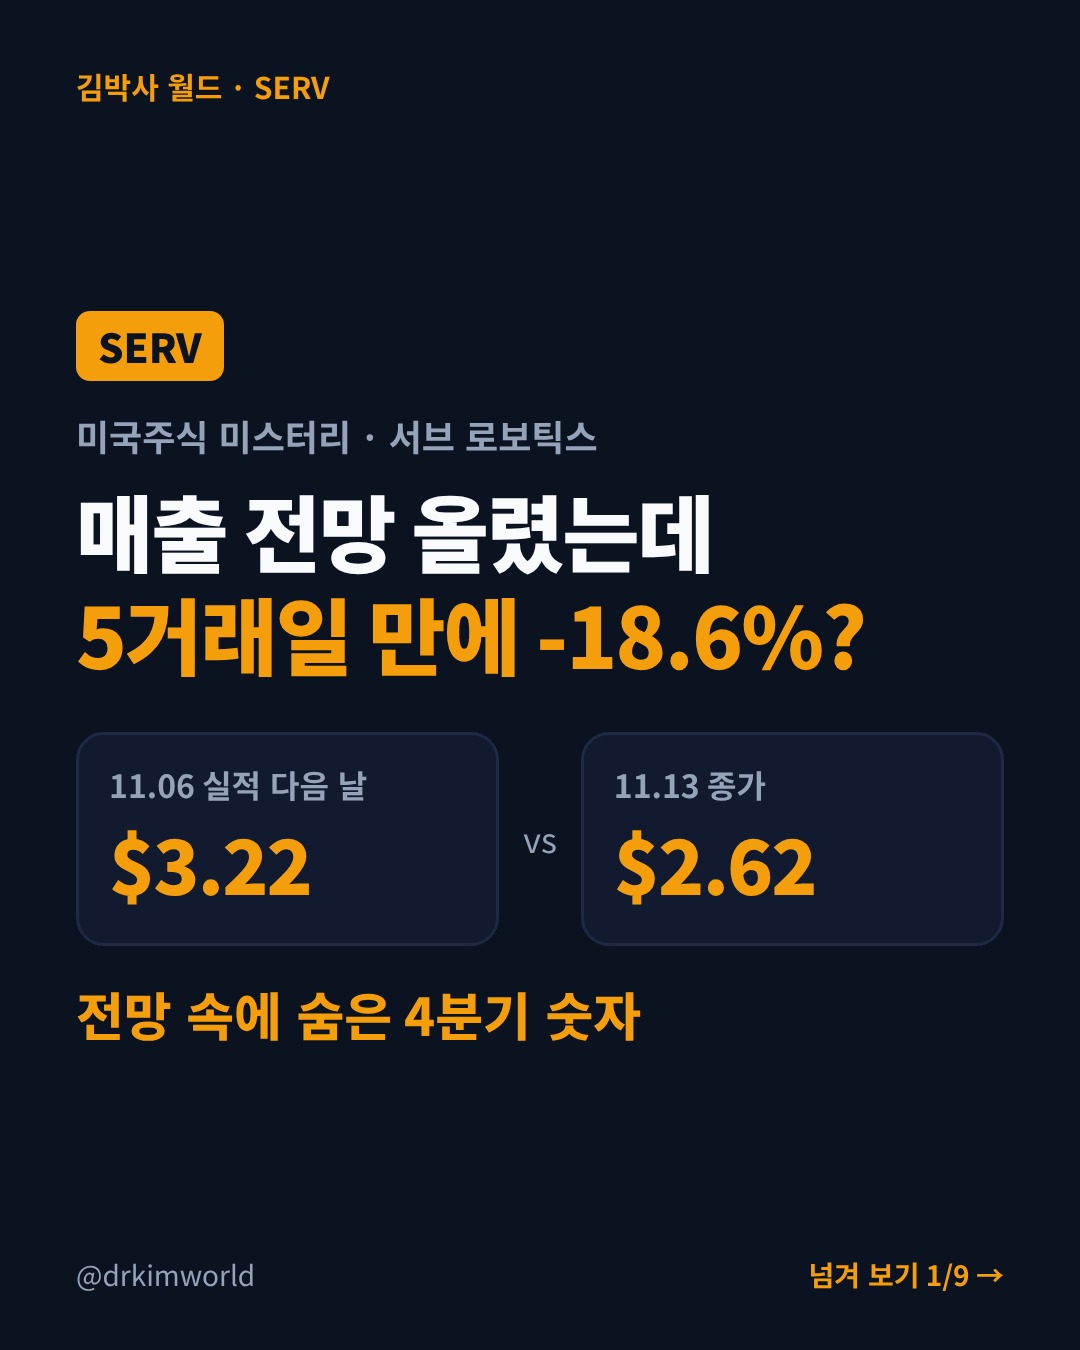 김박사 월드 · SERV
SERV
미국주식 미스터리 · 서브 로보틱스
매출 전망 올렸는데
5거래일 만에 -18.6%?
11.06 실적 다음 날
$3.22
vs
11.13 종가
$2.62
전망 속에 숨은 4분기 숫자
@drkimworld
넘겨 보기 1/9 →